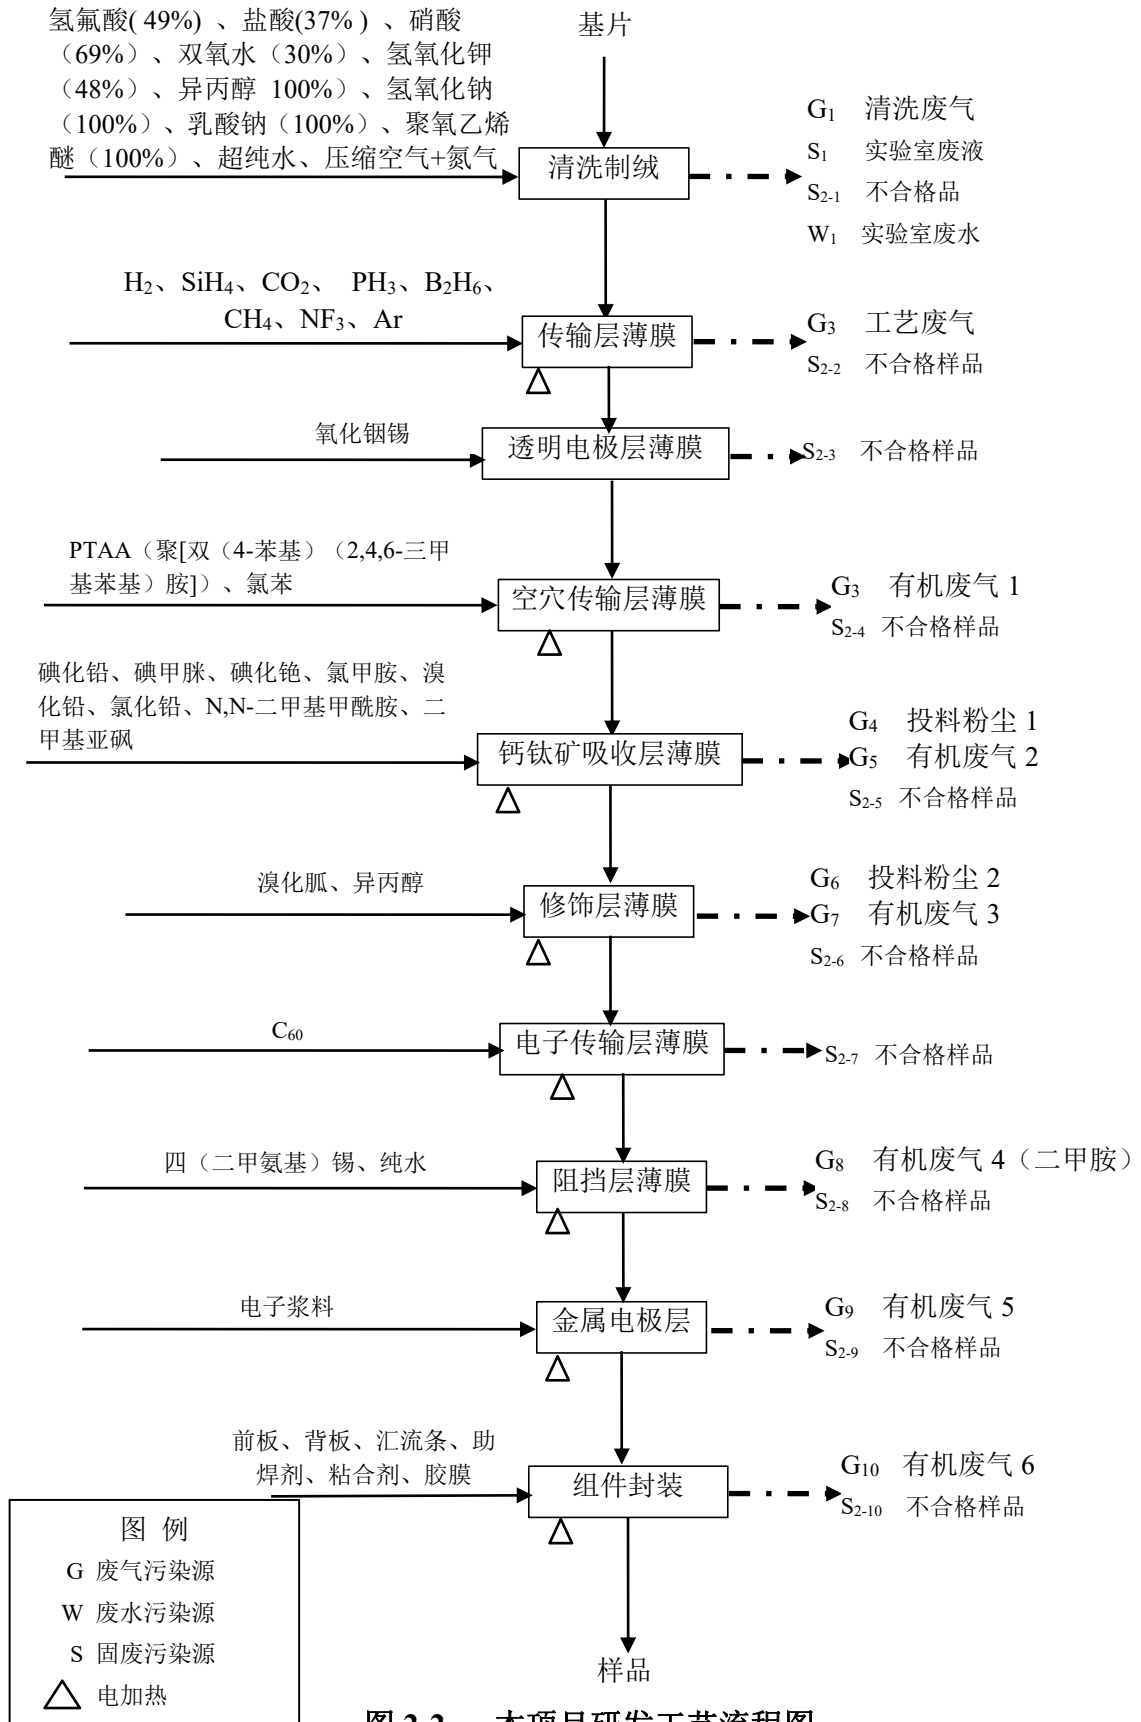 氢氟酸( 49%) 、盐酸(37% ) 、硝酸
（69%）、双氧水（30%）、氢氧化钾
（48%）、异丙醇 100%）、氢氧化钠
（100%）、乳酸钠（100%）、聚氧乙烯
醚（100%）、超纯水、压缩空气+氮气
基片
清洗制绒
G1 清洗废气
S1 实验室废液
S2-1 不合格品
W1 实验室废水
H2、SiH4、CO2、 PH3、B2H6、
CH4、NF3、Ar
传输层薄膜
G3 工艺废气
S2-2 不合格样品
氧化铟锡
透明电极层薄膜
S2-3 不合格样品
PTAA（聚[双（4-苯基）（2,4,6-三甲
基苯基）胺]）、氯苯
空穴传输层薄膜
G3 有机废气 1
S2-4 不合格样品
碘化铅、碘甲脒、碘化铯、氯甲胺、溴
化铅、氯化铅、N,N-二甲基甲酰胺、二
甲基亚砜
钙钛矿吸收层薄膜
G4 投料粉尘 1
G5 有机废气 2
S2-5 不合格样品
溴化胍、异丙醇
修饰层薄膜
G6 投料粉尘 2
G7 有机废气 3
S2-6 不合格样品
C60
电子传输层薄膜
S2-7 不合格样品
四（二甲氨基）锡、纯水
阻挡层薄膜
G8 有机废气 4（二甲胺）
S2-8 不合格样品
电子浆料
金属电极层
G9 有机废气 5
S2-9 不合格样品
前板、背板、汇流条、助
焊剂、粘合剂、胶膜
组件封装
G10 有机废气 6
S2-10 不合格样品
样品
图 例
G 废气污染源
W 废水污染源
S 固废污染源
△ 电加热
图 2-2 本项目研发工艺流程图